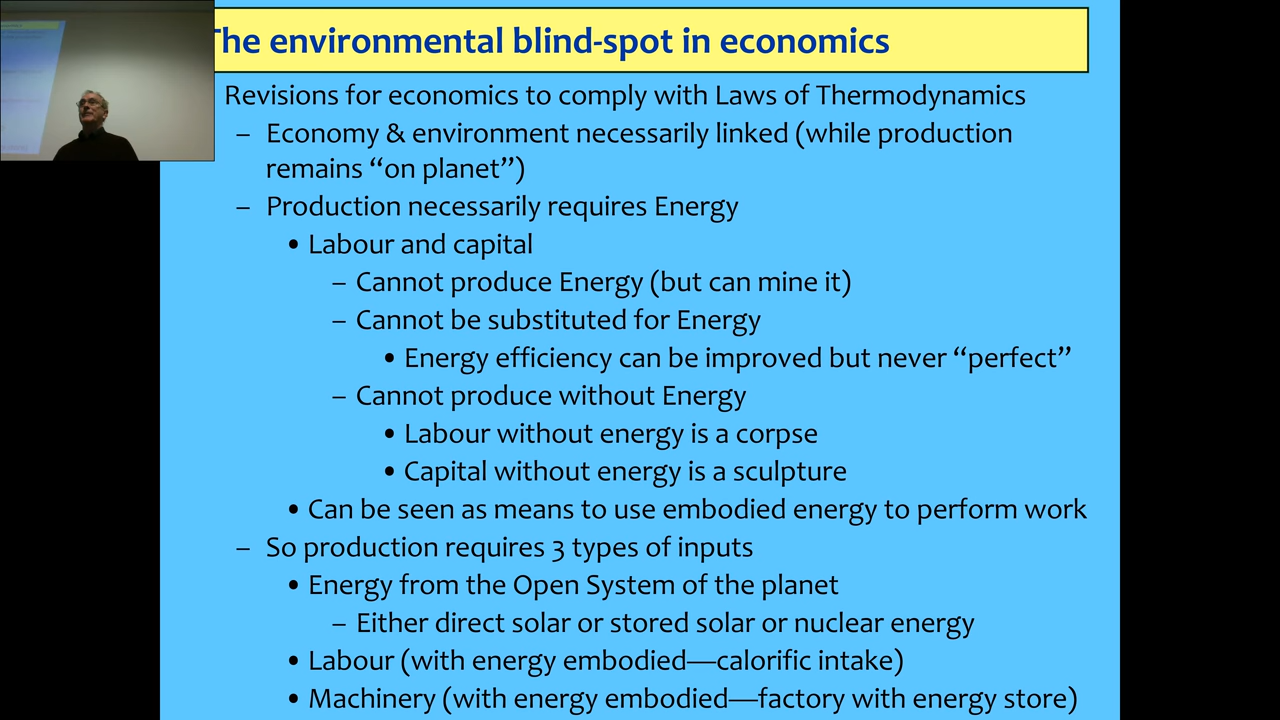 The environmental blind-spot in economics
Revisions for economics to comply with Laws of Thermodynamics
– Economy & environment necessarily linked (while production
remains “on planet”)
– Production necessarily requires Energy
• Labour and capital
– Cannot produce Energy (but can mine it)
– Cannot be substituted for Energy
• Energy efficiency can be improved but never “perfect”
– Cannot produce without Energy
• Labour without energy is a corpse
• Capital without energy is a sculpture
• Can be seen as means to use embodied energy to perform work
– So production requires 3 types of inputs
• Energy from the Open System of the planet
– Either direct solar or stored solar or nuclear energy
• Labour (with energy embodied—calorific intake)
• Machinery (with energy embodied—factory with energy store)